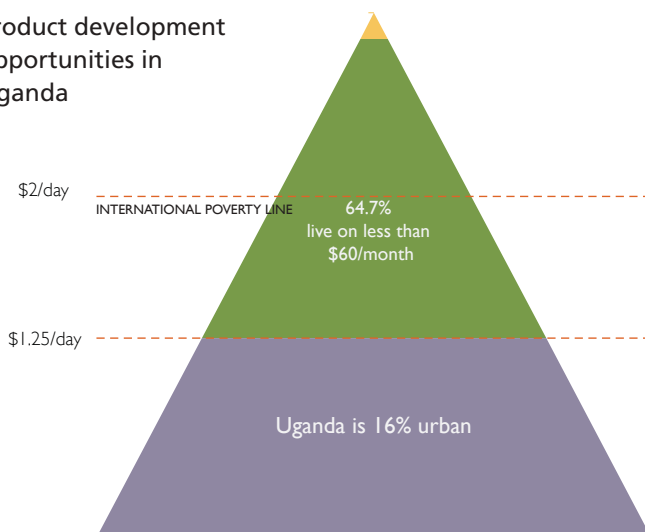 roduct development
pportunities in
ganda
$2/day
INTERNATIONAL POVERTY LINE
64.7%
live on less than
$60/month
$1.25/day
Uganda is 16% urban